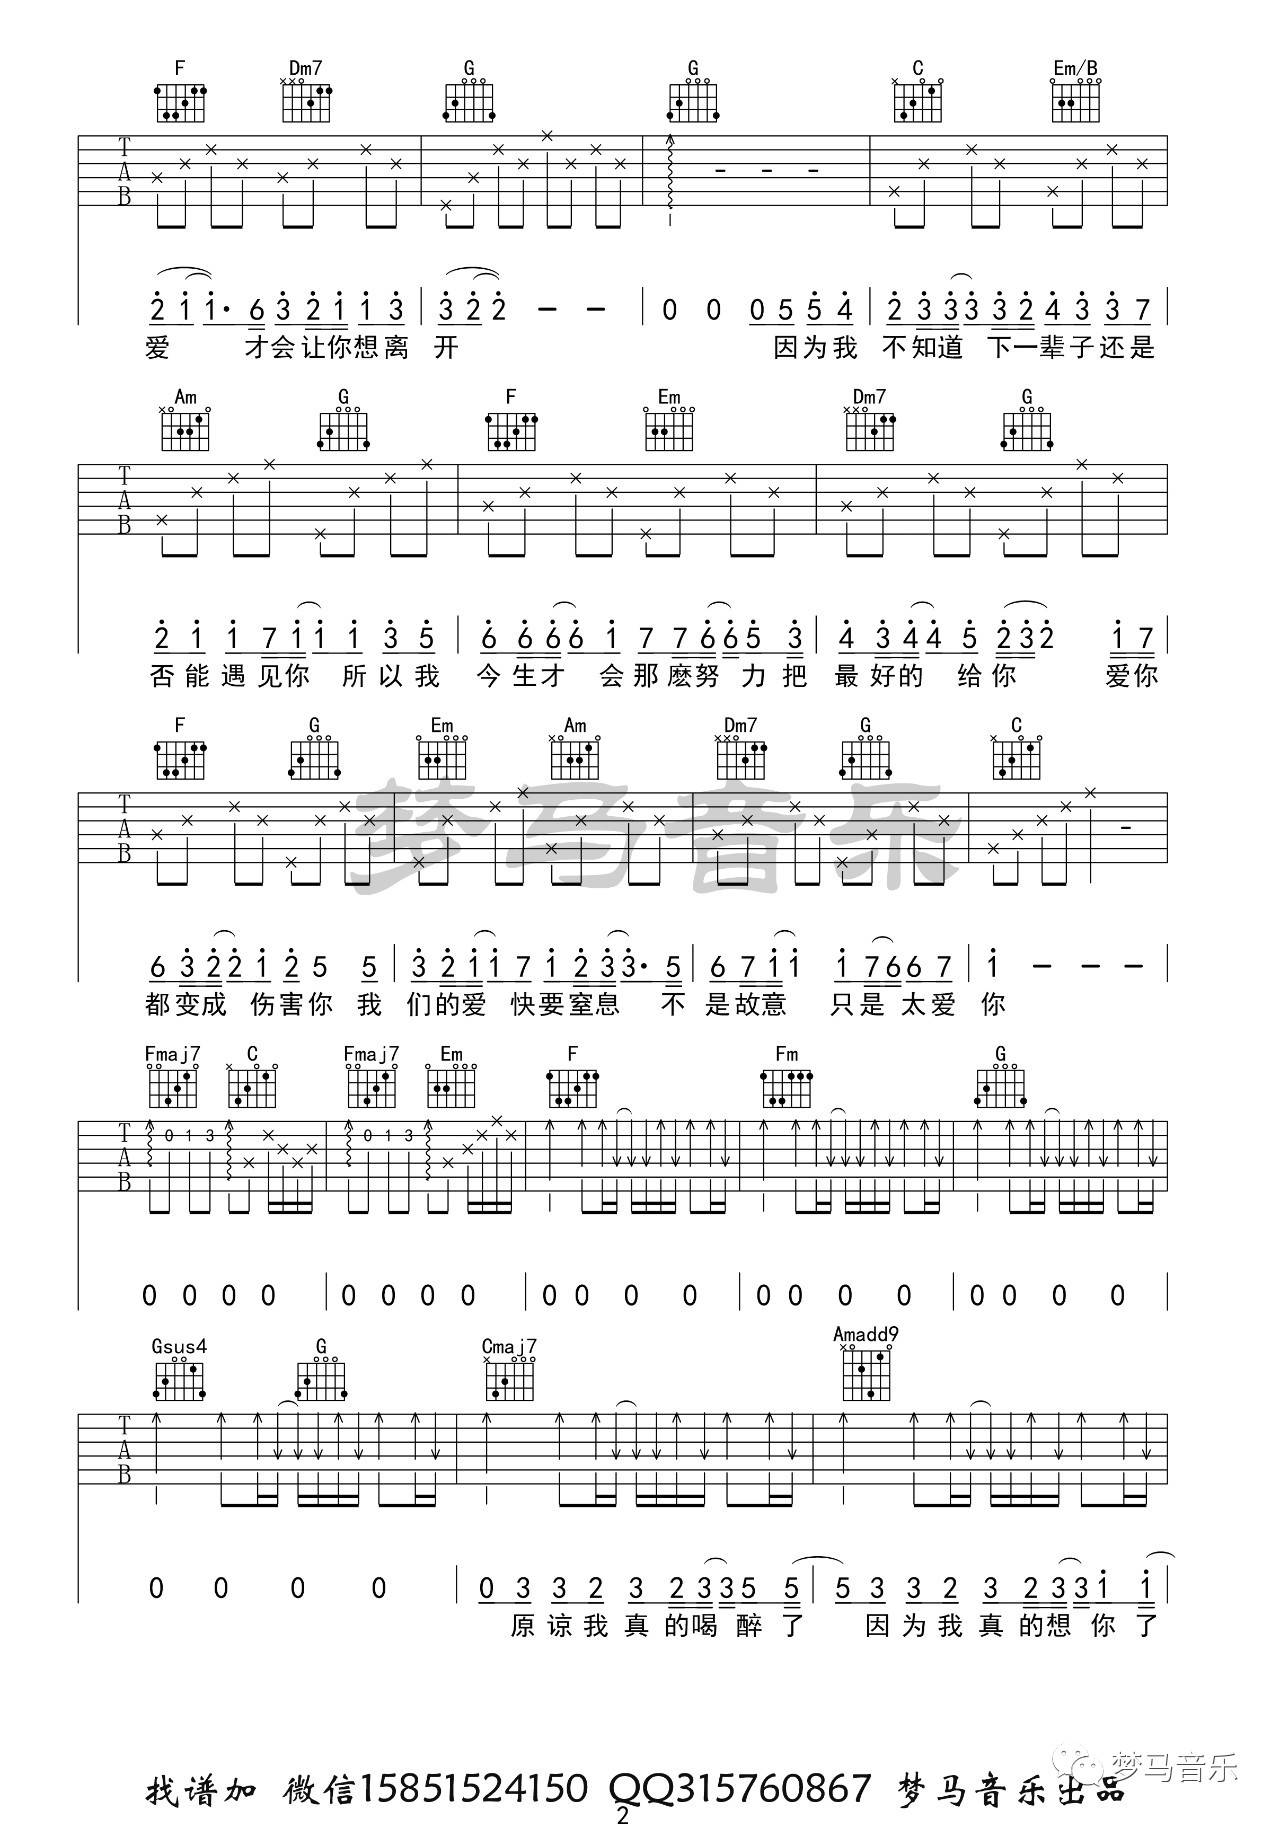 F Dm7 G G C Em/B
T A B
2 1 1· 6 3 2 1 1 3 | 3 2 2 — — | 0 0 0 5 5 4 | 2 3 3 3 3 2 4 3 3 7
爱 才会让你想离 开 因为我 不知道 下一辈子还是
Am G F Em Dm7 G
T A B
2 1 1 7 1 1 1 3 5 | 6 6 6 6 1 7 7 6 6 5 3 | 4 3 4 4 5 2 3 2 1 7
否能遇见你 所以我 今生才 会那麽努力把 最好的 给你 爱你
F G Em Am Dm7 G C
T A B
梦马音乐
6 3 2 2 1 2 5 5 | 3 2 1 1 7 1 2 3 3· 5 | 6 7 1 1 1 7 6 6 7 | 1 — — —
都变成 伤害你 我 们的爱 快要窒息 不 是故意 只是太爱 你
Fmaj7 C Fmaj7 Em F Fm G
T A B 0 1 3 0 1 3
0 0 0 0 | 0 0 0 0 | 0 0 0 0 | 0 0 0 0 | 0 0 0 0
Gsus4 G Cmaj7 Amadd9
T A B
0 0 0 0 | 0 3 3 2 3 2 3 3 5 5 | 5 3 3 2 3 2 3 3 1 1
原谅我真的喝 醉了 因为我真的想 你了
梦马音乐
找谱加 微信15851524150 QQ315760867 梦马音乐出品
2